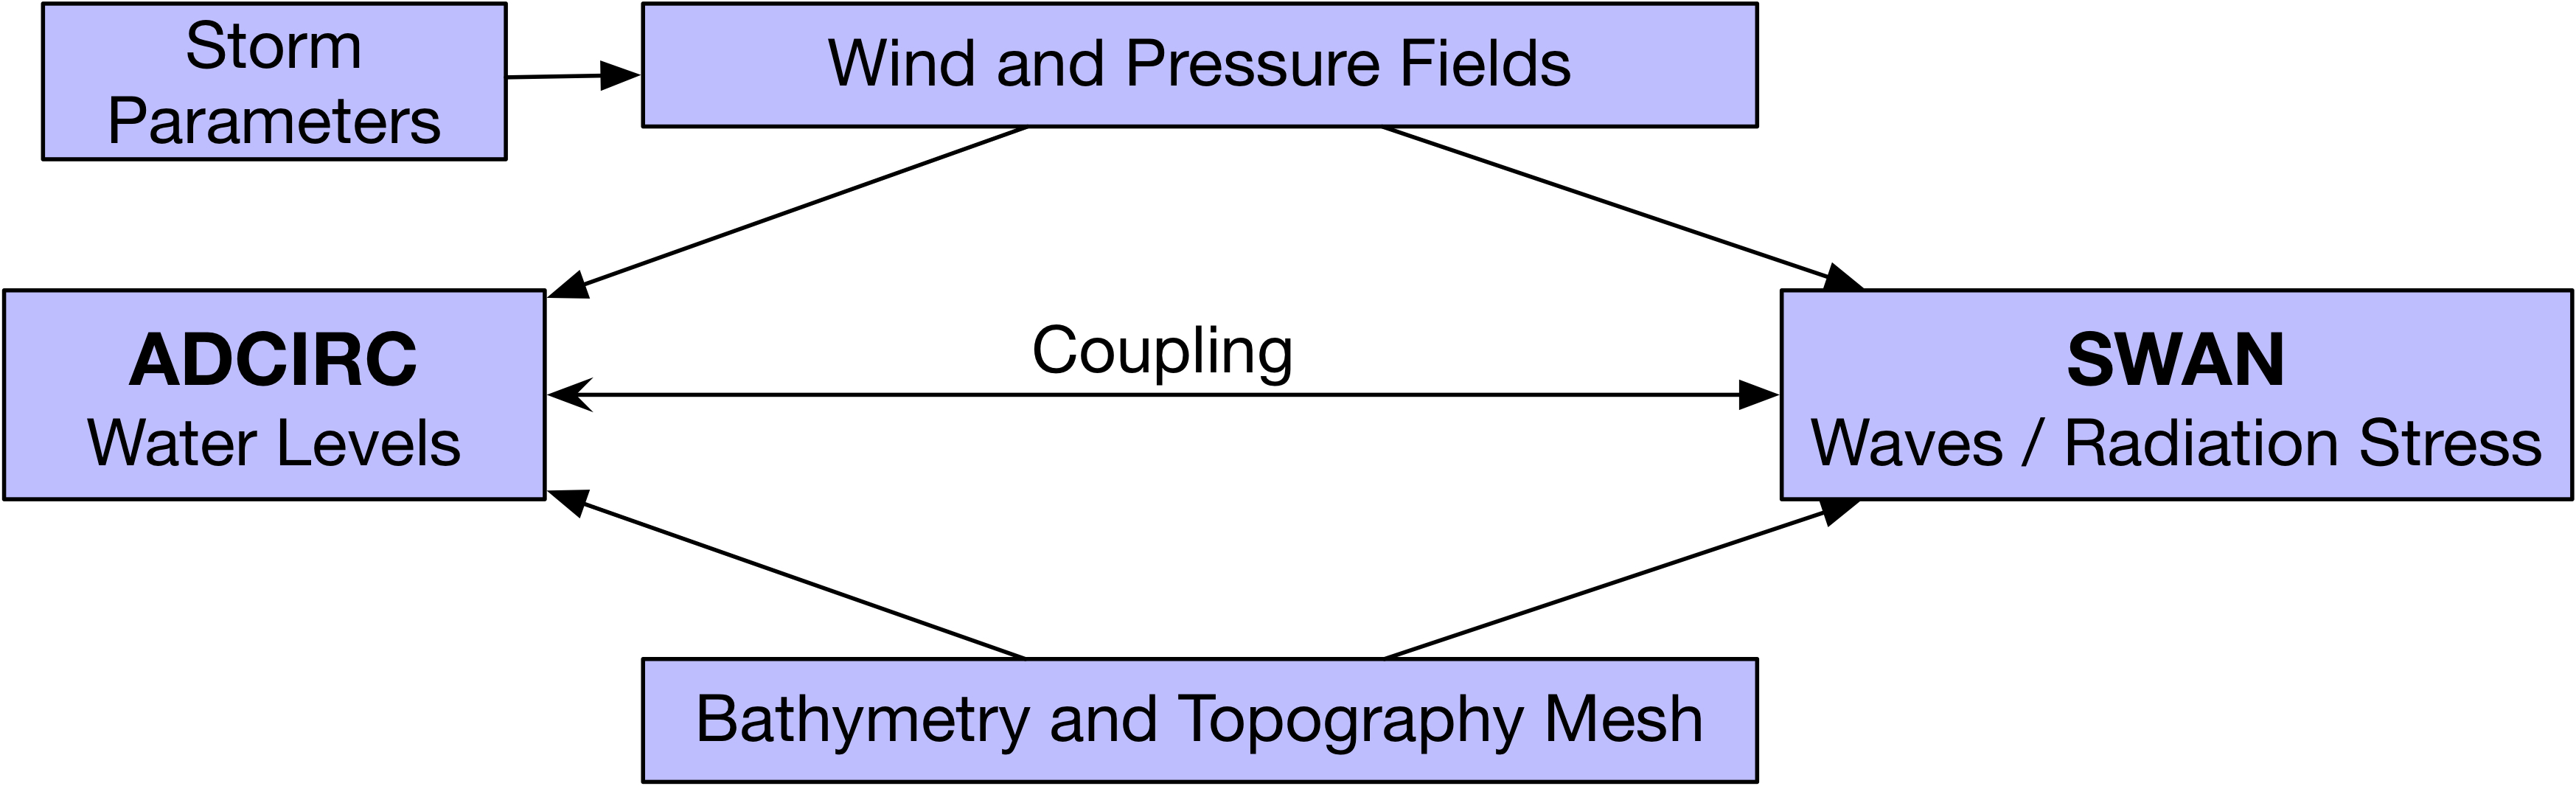 Storm
Parameters
Wind and Pressure Fields
ADCIRC
Water Levels
Coupling
SWAN
Waves / Radiation Stress
Bathymetry and Topography Mesh